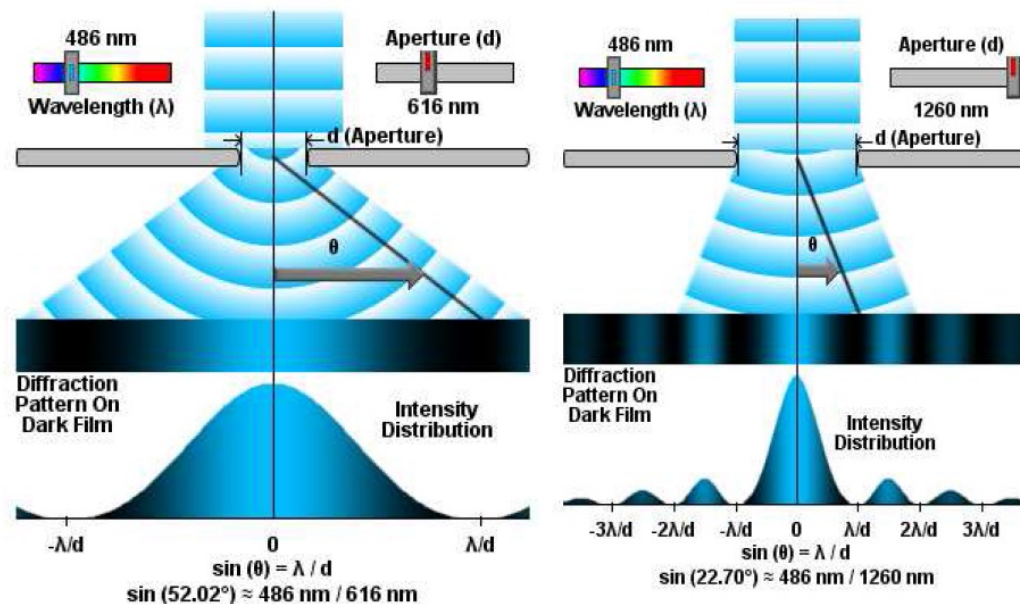 486 nm
Wavelength (λ)
Aperture (d)
616 nm
d (Aperture)
θ
Diffraction
Pattern On
Dark Film
Intensity
Distribution
-λ/d
0
λ/d
sin (θ) = λ / d
sin (52.02°) ≈ 486 nm / 616 nm
486 nm
Wavelength (λ)
Aperture (d)
1260 nm
d (Aperture)
θ
Diffraction
Pattern On
Dark Film
Intensity
Distribution
-3λ/d
-2λ/d
-λ/d
0
λ/d
2λ/d
3λ/d
sin (θ) = λ / d
sin (22.70°) ≈ 486 nm / 1260 nm